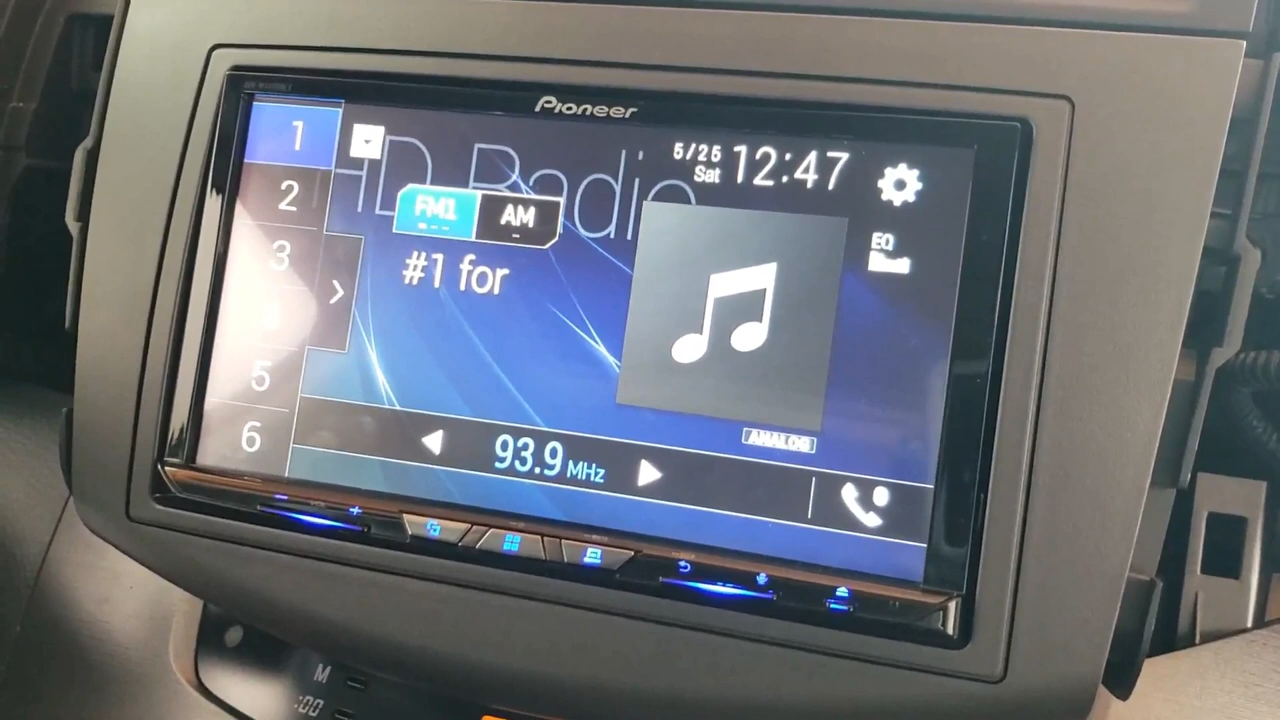 Pioneer
1
2
3
5
6
HD Radio
5/25
Sat
12:47
FM1
AM
EQ
#1 for
ANALOG
93.9 MHz
M
:00